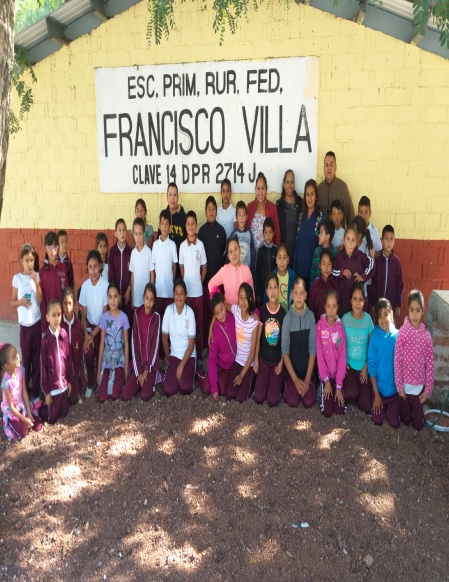 ESC, PRIM, RUR, FED,
FRANCISCO VILLA
CLAVE 14 DPR 2714 J